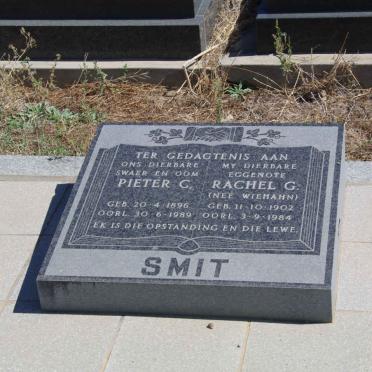 TER GEDAGTENIS AAN
ONS DIERBARE
SWAER EN OOM
PIETER C.
GEB. 20-4-1896
OORL. 30-6-1989
MY DIERBARE
EGGENOTE
RACHEL G.
(NEE WIEHAHN)
GEB. 11-10-1902
OORL. 3-9-1984
EK IS DIE OPSTANDING EN DIE LEWE.
SMIT